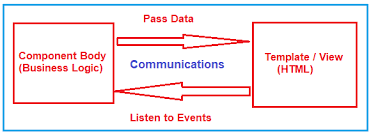 Pass Data
Component Body
(Business Logic)
Communications
Template / View
(HTML)
Listen to Events